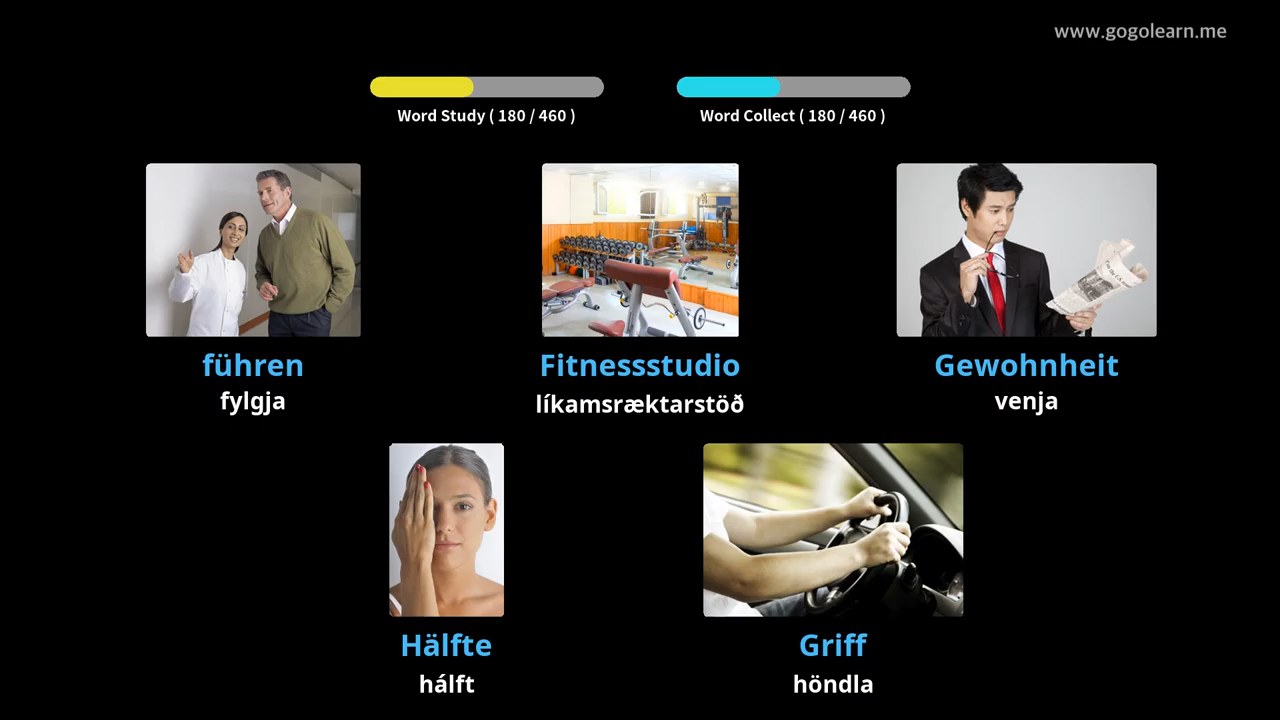 www.gogolearn.me
Word Study ( 180 / 460 )
Word Collect ( 180 / 460 )
führen
fylgja
Fitnessstudio
líkamsræktarstöð
Gewohnheit
venja
Hälfte
hálft
Griff
höndla